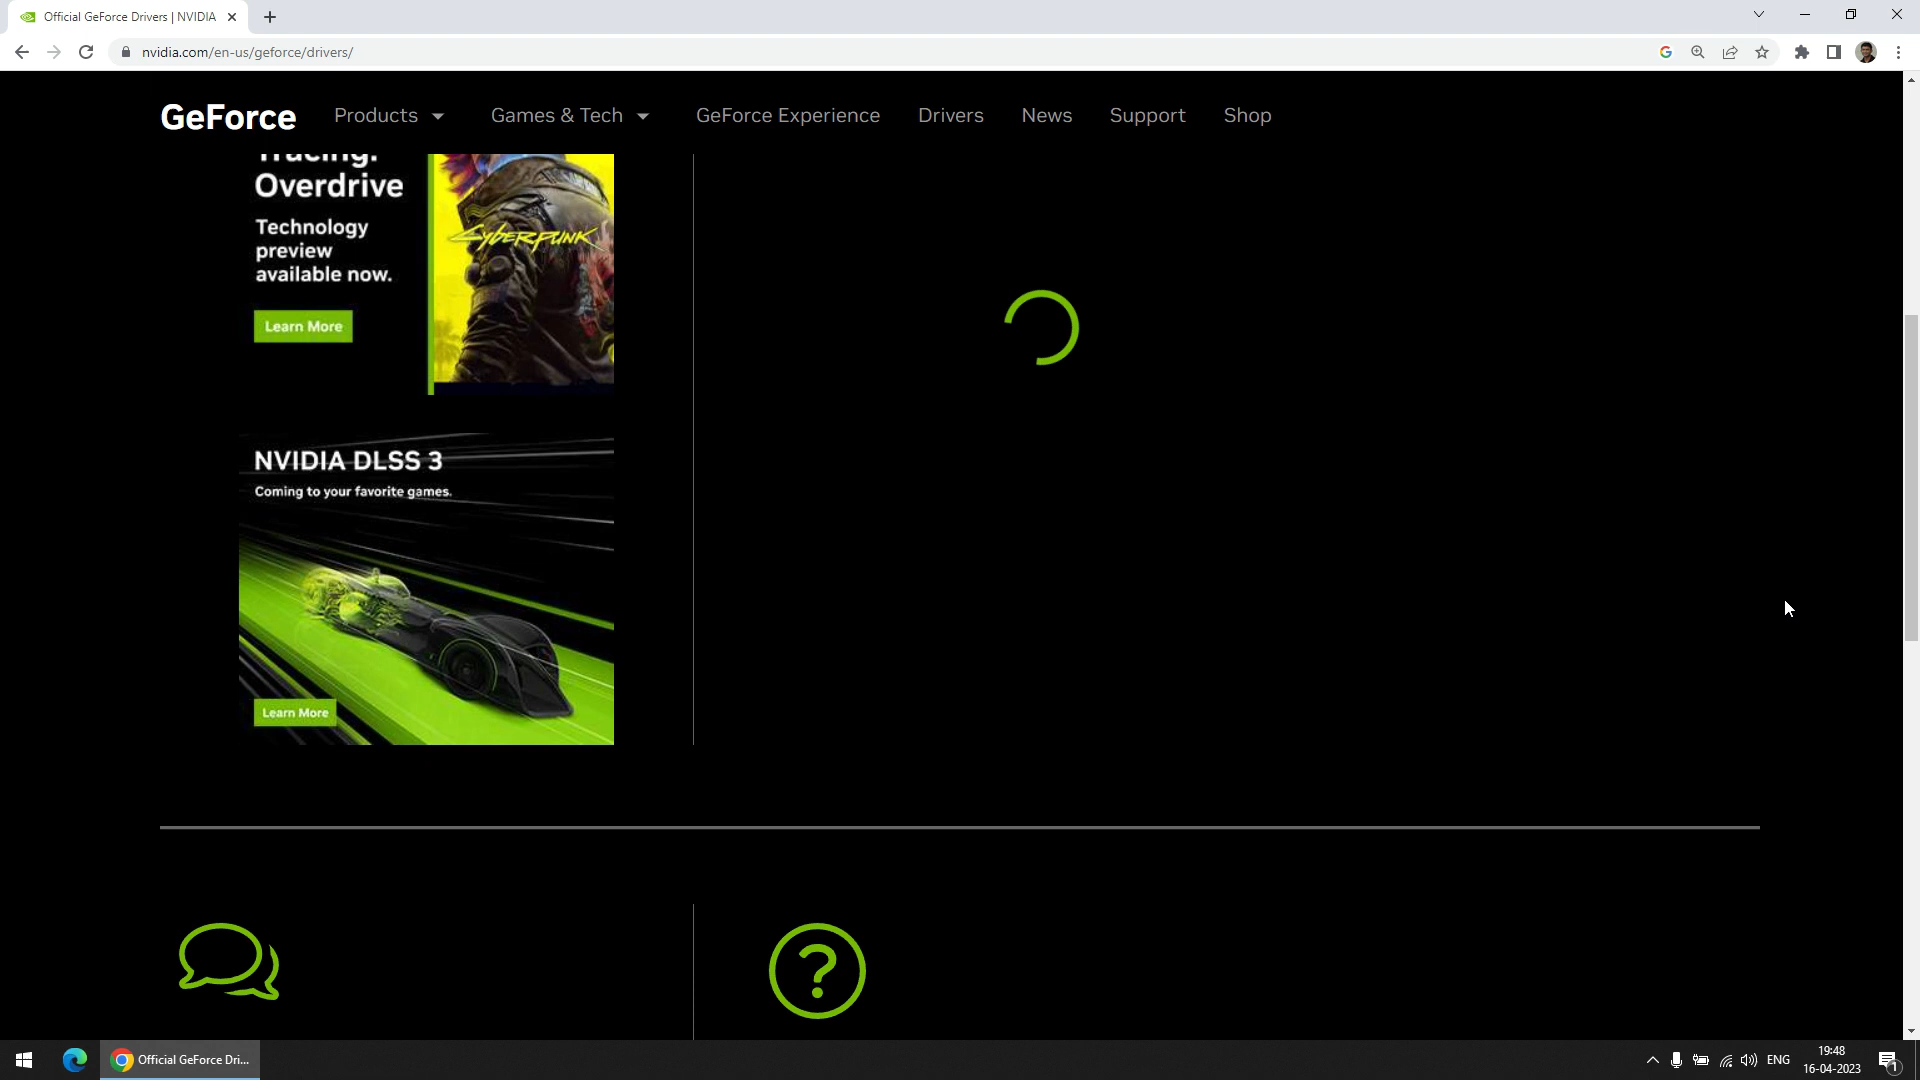 Official GeForce Drivers | NVIDIA
nvidia.com/en-us/geforce/drivers/
GeForce Products Games & Tech GeForce Experience Drivers News Support Shop
Tracing:
Overdrive
Technology
preview
available now.
Learn More
Cyberpunk
NVIDIA DLSS 3
Coming to your favorite games.
Learn More
Official GeForce Dri...
ENG
19:48
16-04-2023
1